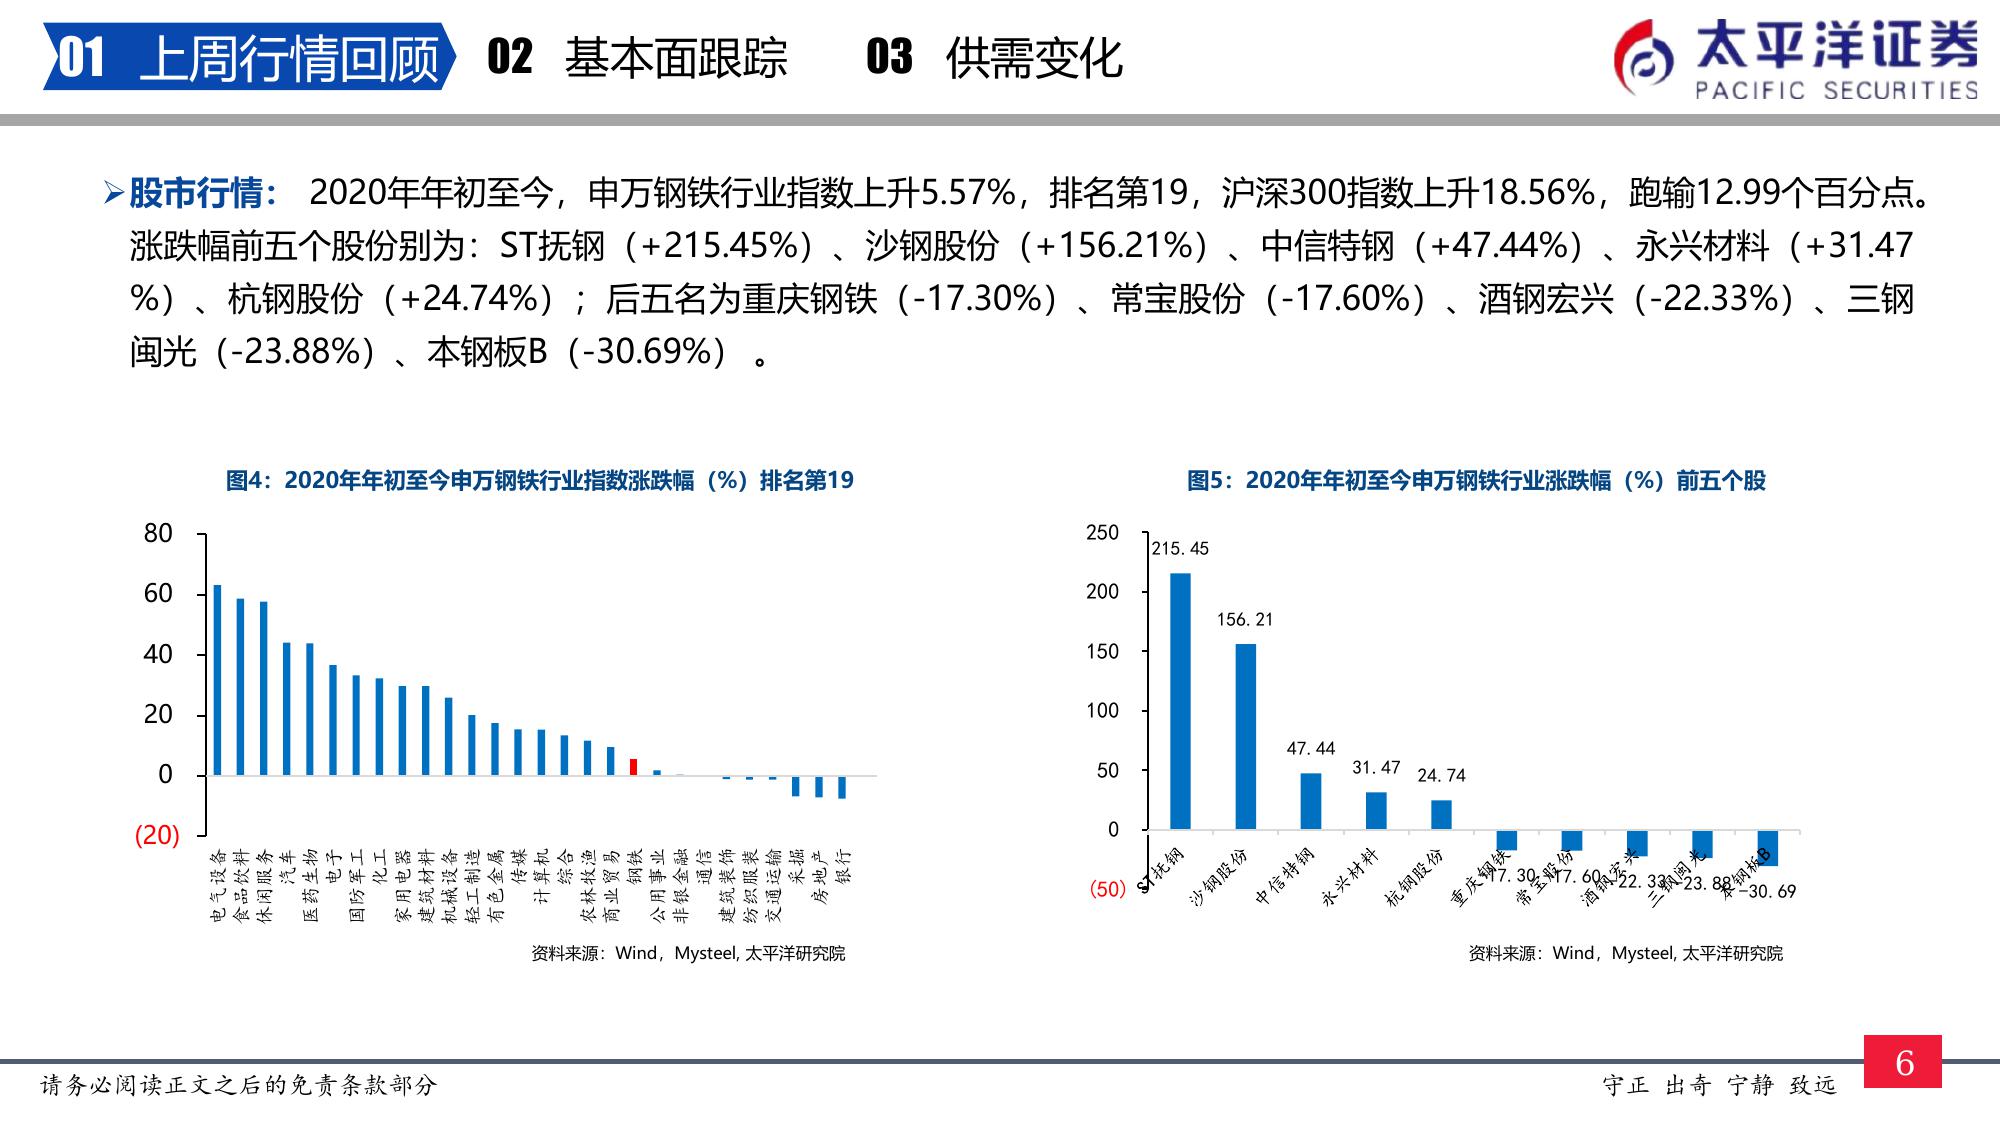 01 上周行情回顾 02 基本面跟踪 03 供需变化
太平洋证券
PACIFIC SECURITIES
➢股市行情： 2020年年初至今，申万钢铁行业指数上升5.57%，排名第19，沪深300指数上升18.56%，跑输12.99个百分点。
涨跌幅前五个股份别为：ST抚钢（+215.45%）、沙钢股份（+156.21%）、中信特钢（+47.44%）、永兴材料（+31.47
%）、杭钢股份（+24.74%）；后五名为重庆钢铁（-17.30%）、常宝股份（-17.60%）、酒钢宏兴（-22.33%）、三钢
闽光（-23.88%）、本钢板B（-30.69%） 。
图4：2020年年初至今申万钢铁行业指数涨跌幅（%）排名第19
80
60
40
20
0
(20)
电气设备
食品饮料
休闲服务
汽车
医药生物
电子
国防军工
化工
家用电器
建筑材料
机械设备
轻工制造
有色金属
传媒
计算机
综合
农林牧渔
商业贸易
钢铁
公用事业
非银金融
通信
建筑装饰
纺织服装
交通运输
采掘
房地产
银行
资料来源：Wind，Mysteel, 太平洋研究院
图5：2020年年初至今申万钢铁行业涨跌幅（%）前五个股
250
200
150
100
50
0
(50)
215.45
156.21
47.44
31.47
24.74
-17.30
-17.60
-22.33
-23.88
-30.69
ST抚钢
沙钢股份
中信特钢
永兴材料
杭钢股份
重庆钢铁
常宝股份
酒钢宏兴
三钢闽光
本钢板B
资料来源：Wind，Mysteel, 太平洋研究院
请务必阅读正文之后的免责条款部分
守正 出奇 宁静 致远
6